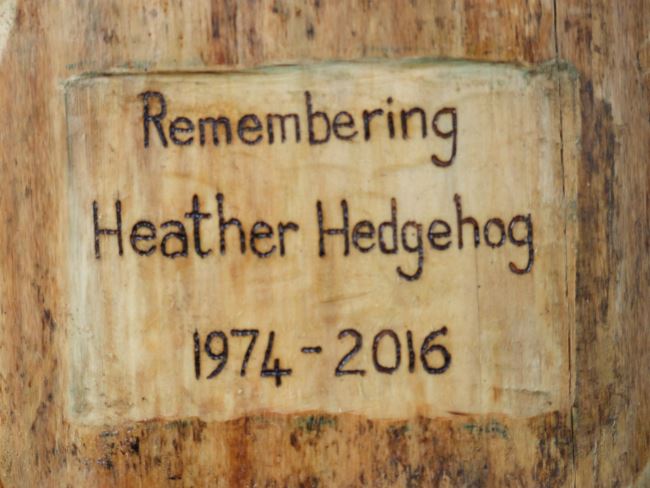 Remembering
Heather Hedgehog
1974-2016